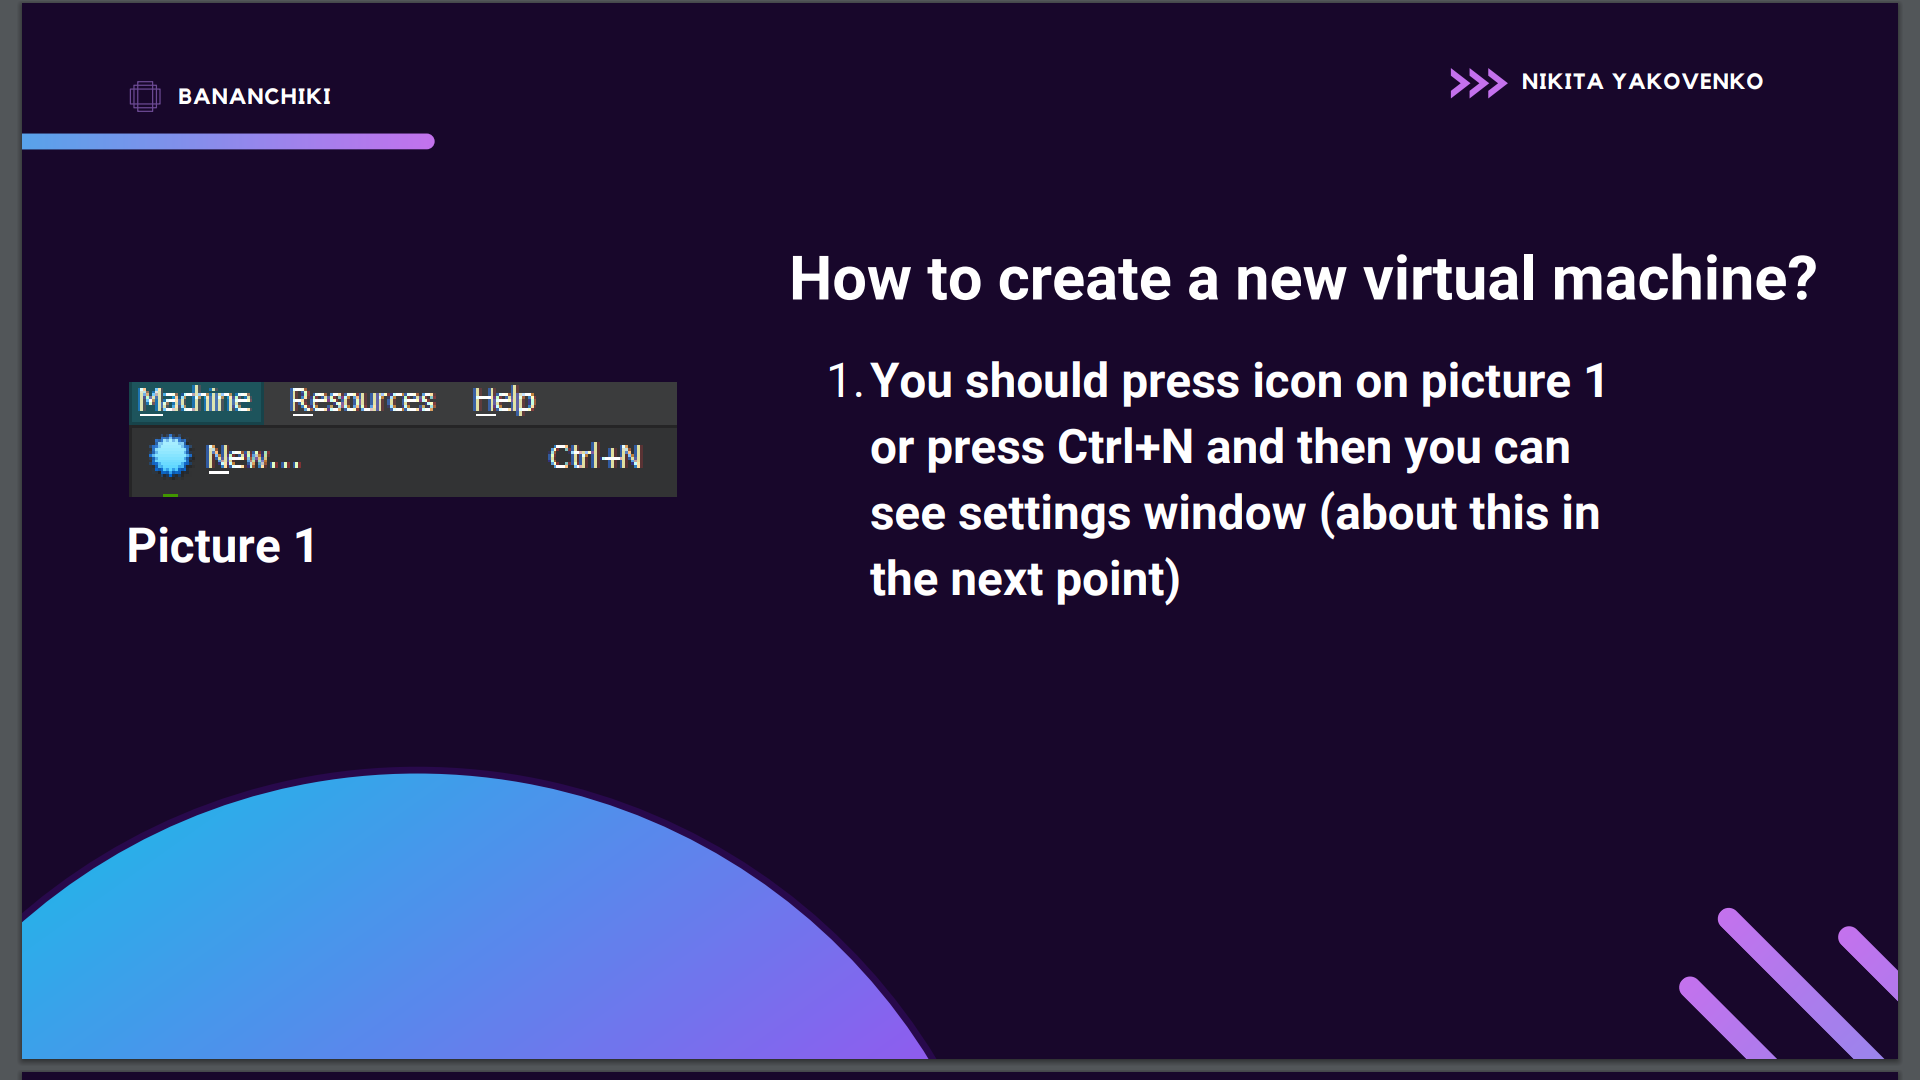 BANANCHIKI
NIKITA YAKOVENKO
How to create a new virtual machine?
Machine Resources Help
New... Ctrl+N
Picture 1
1. You should press icon on picture 1
or press Ctrl+N and then you can
see settings window (about this in
the next point)